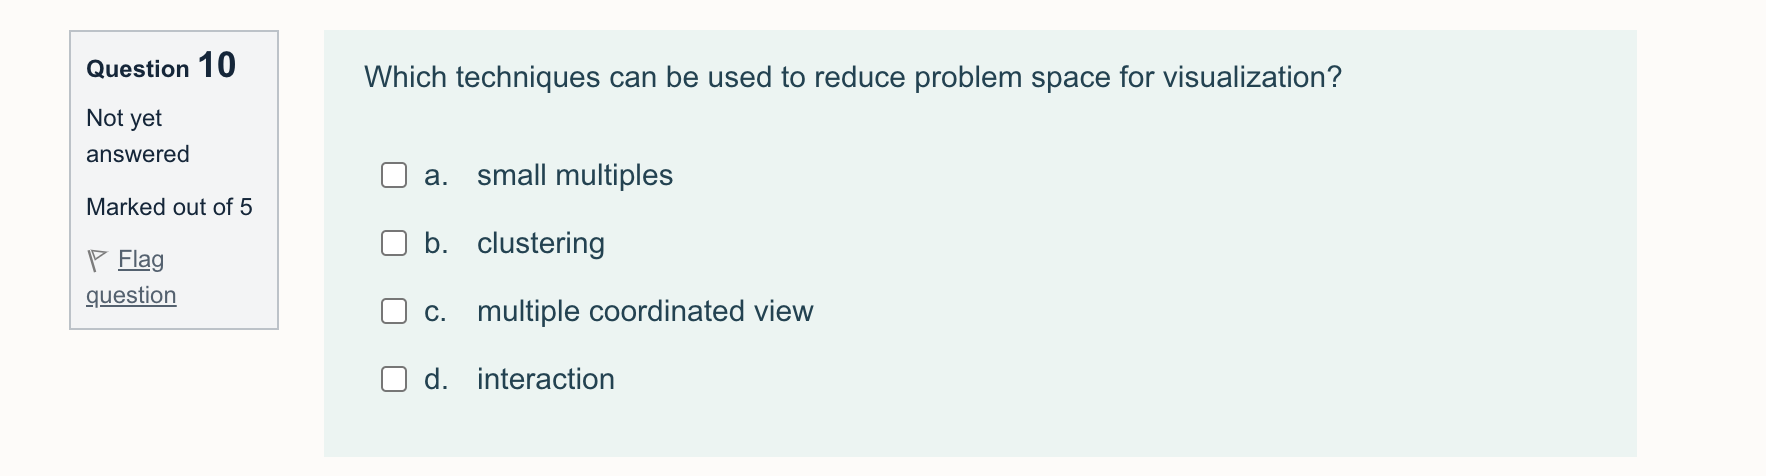 Question 10
Not yet
answered
Marked out of 5
Flag
question
Which techniques can be used to reduce problem space for visualization?
a. small multiples
b. clustering
c. multiple coordinated view
d. interaction